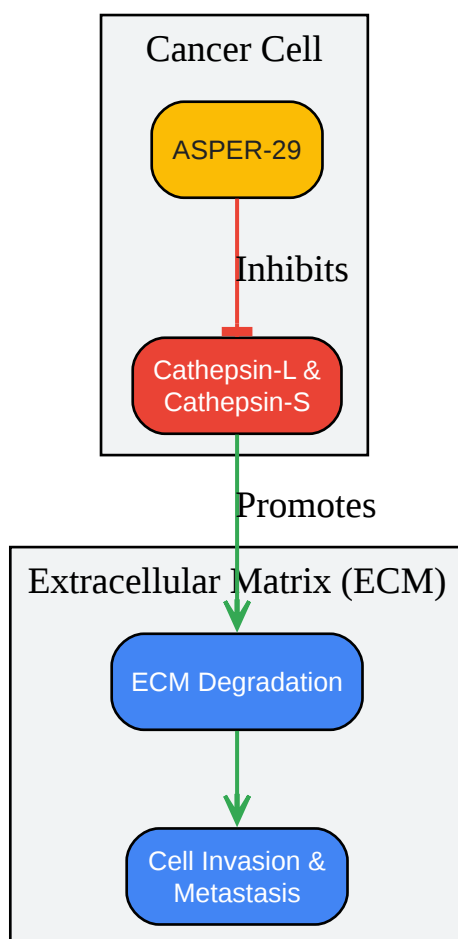 Cancer Cell
ASPER-29
Inhibits
Cathepsin-L &
Cathepsin-S
Promotes
Extracellular Matrix (ECM)
ECM Degradation
Cell Invasion &
Metastasis